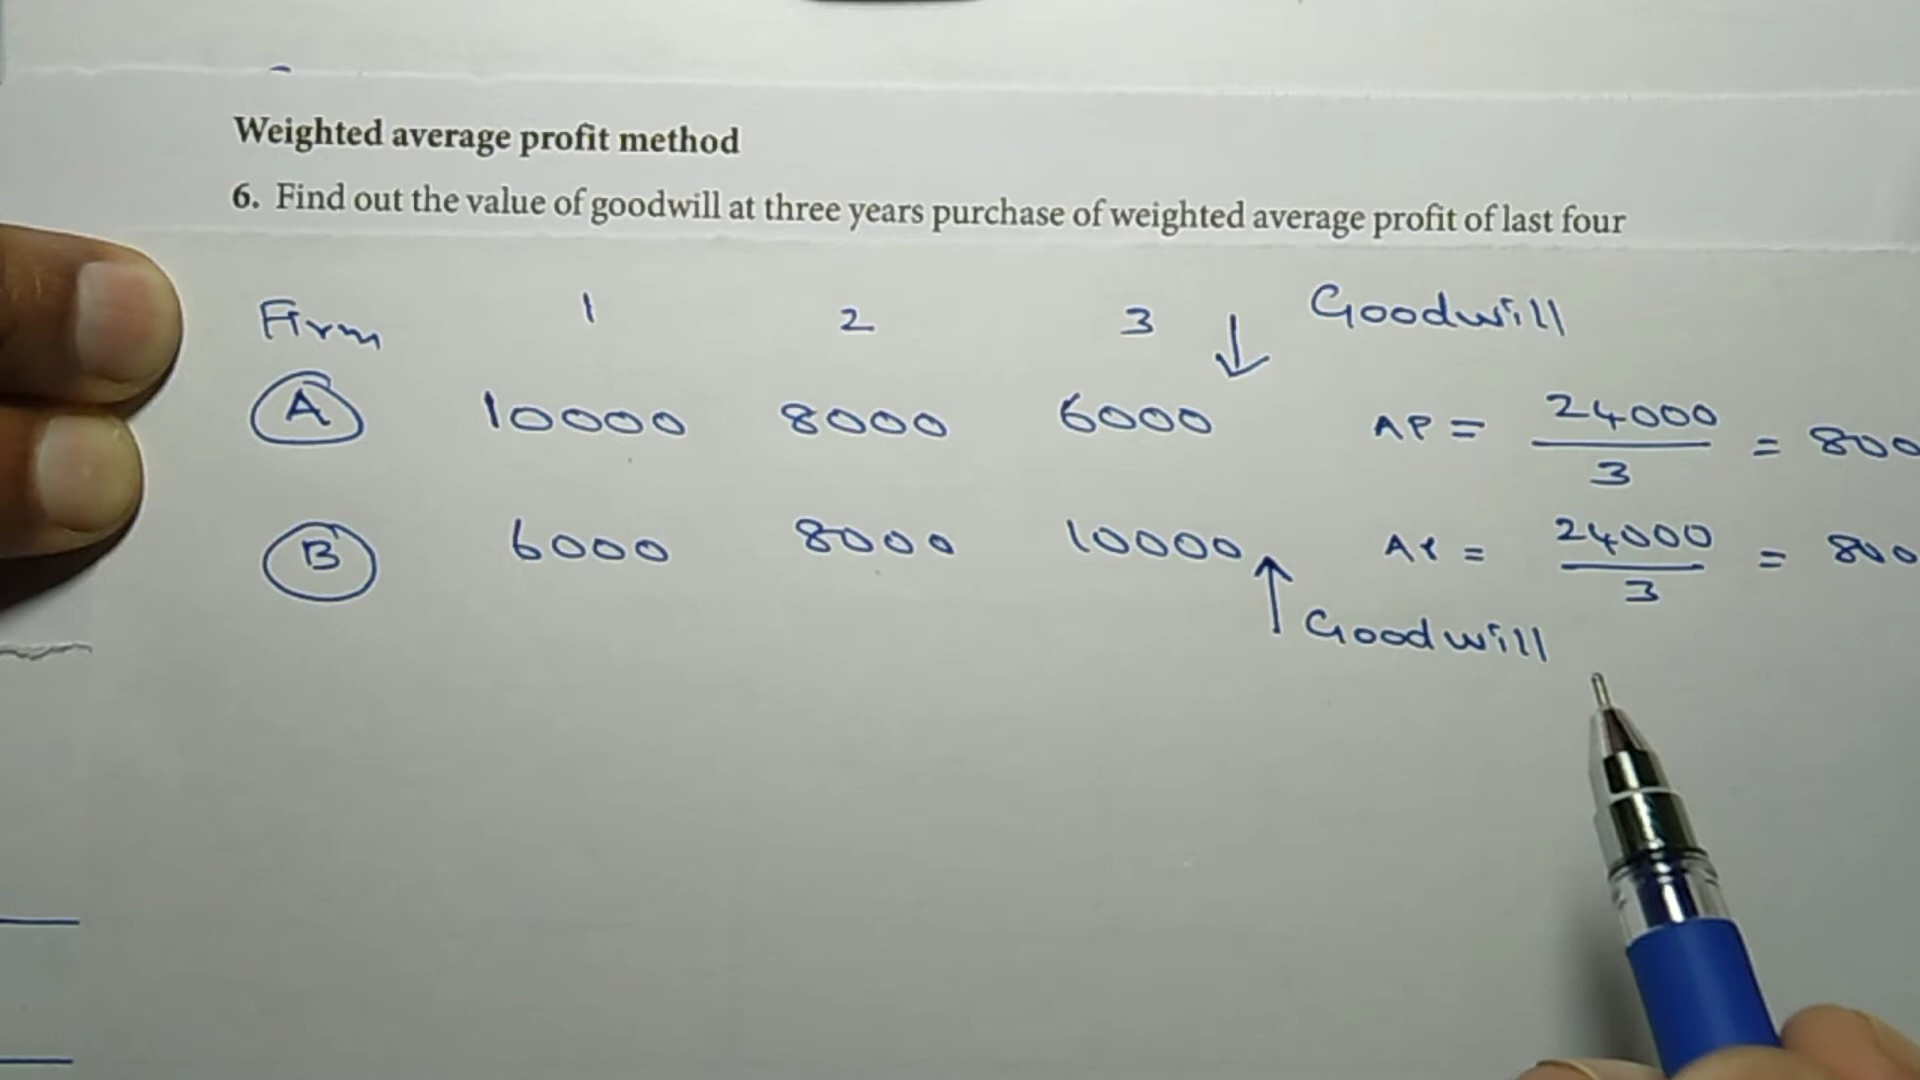 Weighted average profit method
6. Find out the value of goodwill at three years purchase of weighted average profit of last four
Firm 1 2 3 ↓ Goodwill
A 10000 8000 6000 AP = 24000/3 = 800
B 6000 8000 10000 AP = 24000/3 = 800
↑ Goodwill